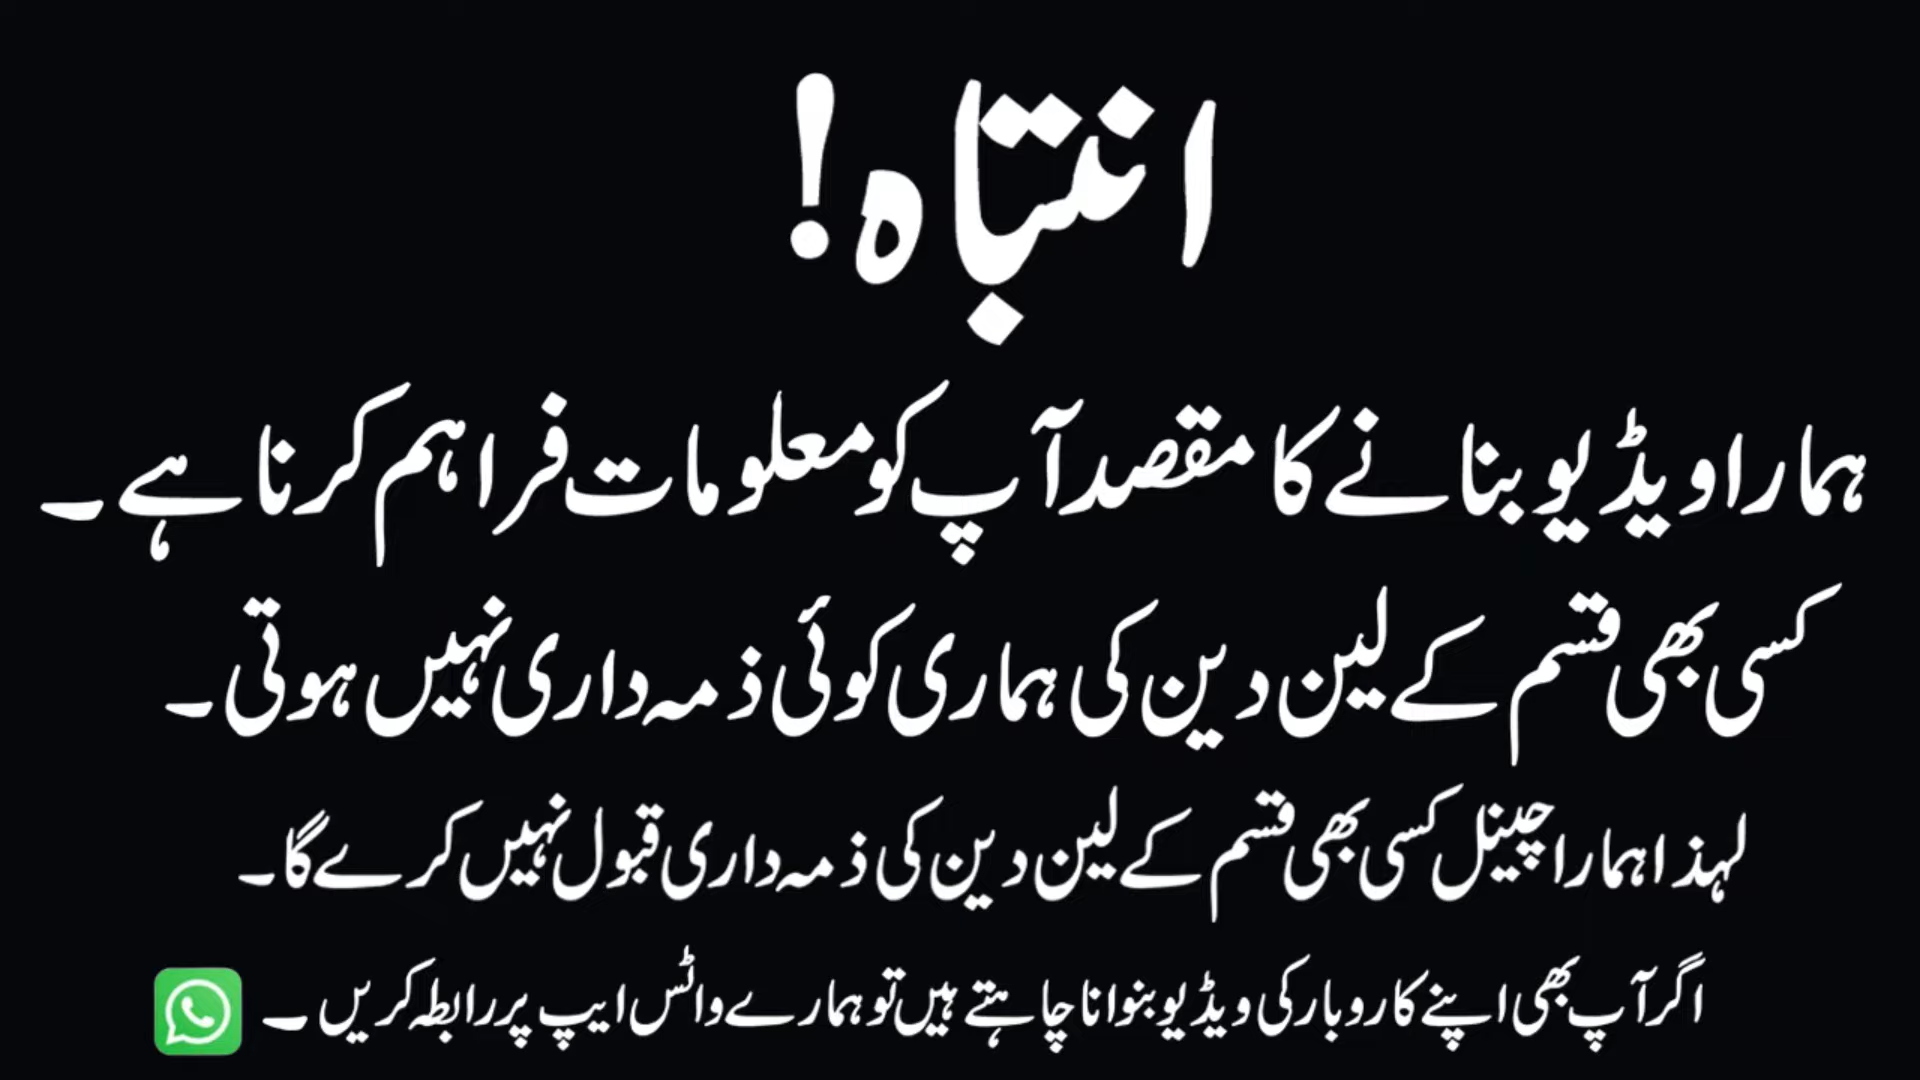 انتباہ!
ہمارا ویڈیو بنانے کا مقصد آپ کو معلومات فراہم کرنا ہے۔
کسی بھی قسم کے لین دین کی ہماری کوئی ذمہ داری نہیں ہوتی۔
لہذا ہمارا چینل کسی بھی قسم کے لین دین کی ذمہ داری قبول نہیں کرے گا۔
اگر آپ بھی اپنے کاروبار کی ویڈیو بنوانا چاہتے ہیں تو ہمارے واٹس ایپ پر رابطہ کریں۔